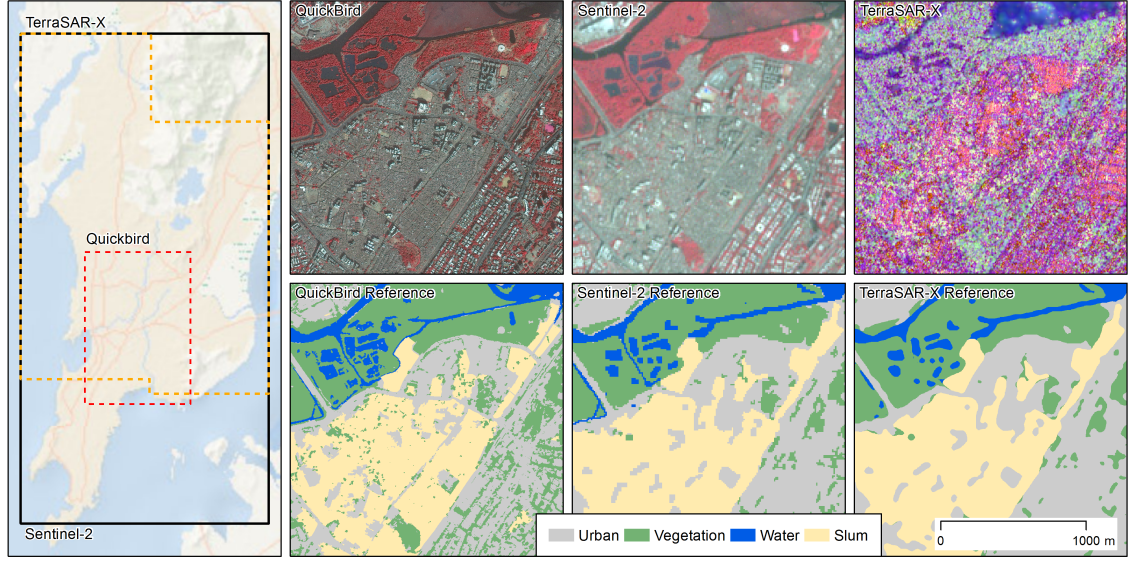 TerraSAR-X
Quickbird
Sentinel-2
QuickBird
Sentinel-2
TerraSAR-X
QuickBird Reference
Sentinel-2 Reference
TerraSAR-X Reference
Urban
Vegetation
Water
Slum
0
1000 m